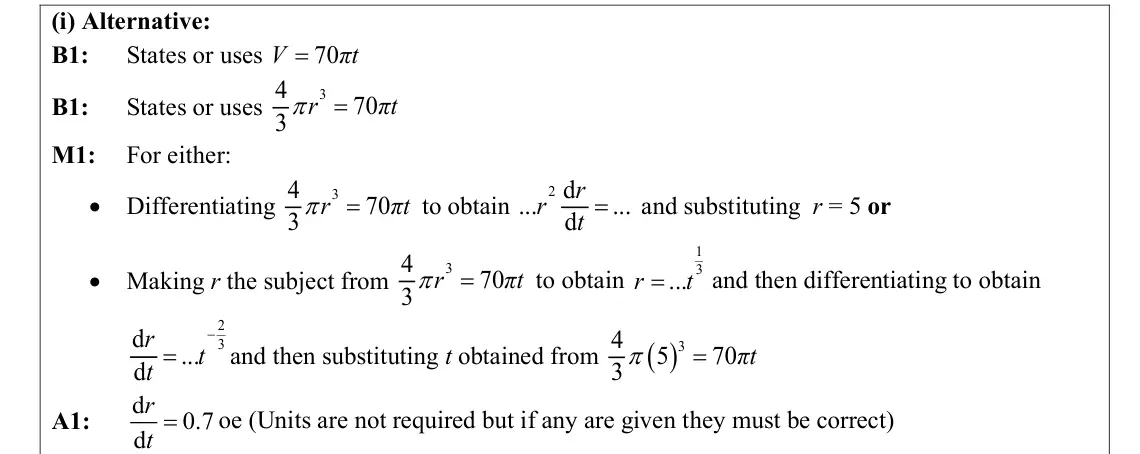 (i) Alternative:
B1: States or uses V = 70πt
B1: States or uses 4/3 πr³ = 70πt
M1: For either:
• Differentiating 4/3 πr³ = 70πt to obtain ...r² dr/dt = ... and substituting r = 5 or
• Making r the subject from 4/3 πr³ = 70πt to obtain r = ...t^(1/3) and then differentiating to obtain
dr/dt = ...t^(-2/3) and then substituting t obtained from 4/3 π(5)³ = 70πt
A1: dr/dt = 0.7 oe (Units are not required but if any are given they must be correct)